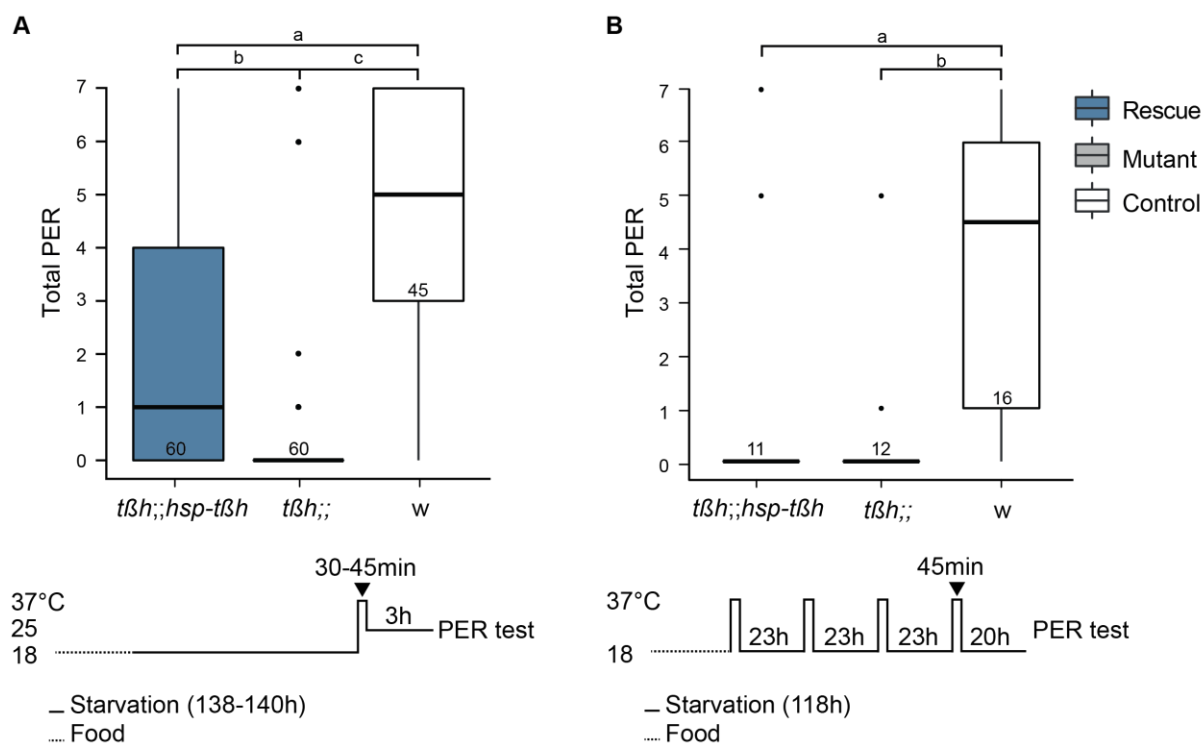 A
a
b c
7
6
5
4
3
2
1
0
Total PER
60
60
45
tßh;;hsp-tßh tßh;; w
30-45min
37°C
25
18
3h
PER test
Starvation (138-140h)
Food
B
a
b
7
6
5
4
3
2
1
0
Total PER
11
12
16
tßh;;hsp-tßh tßh;; w
Rescue
Mutant
Control
45min
37°C
18
23h 23h 23h 20h
PER test
Starvation (118h)
Food